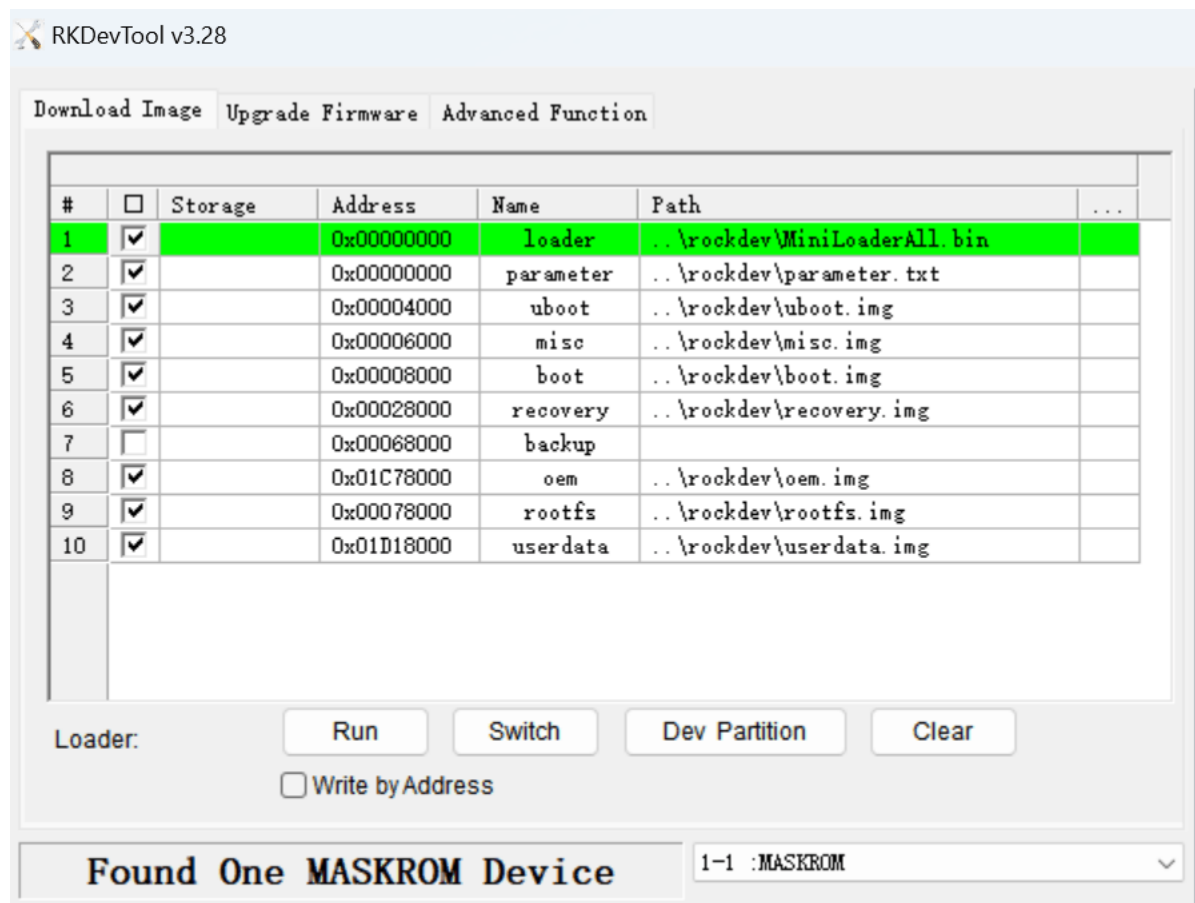 RKDevTool v3.28
Download Image Upgrade Firmware Advanced Function
# Storage Address Name Path ...
1 0x00000000 loader ..\rockdev\MiniLoaderAll.bin
2 0x00000000 parameter ..\rockdev\parameter.txt
3 0x00004000 uboot ..\rockdev\uboot.img
4 0x00006000 misc ..\rockdev\misc.img
5 0x00008000 boot ..\rockdev\boot.img
6 0x00028000 recovery ..\rockdev\recovery.img
7 0x00068000 backup
8 0x01C78000 oem ..\rockdev\oem.img
9 0x00078000 rootfs ..\rockdev\rootfs.img
10 0x01D18000 userdata ..\rockdev\userdata.img
Loader: Run Switch Dev Partition Clear
Write by Address
Found One MASKROM Device 1-1 :MASKROM